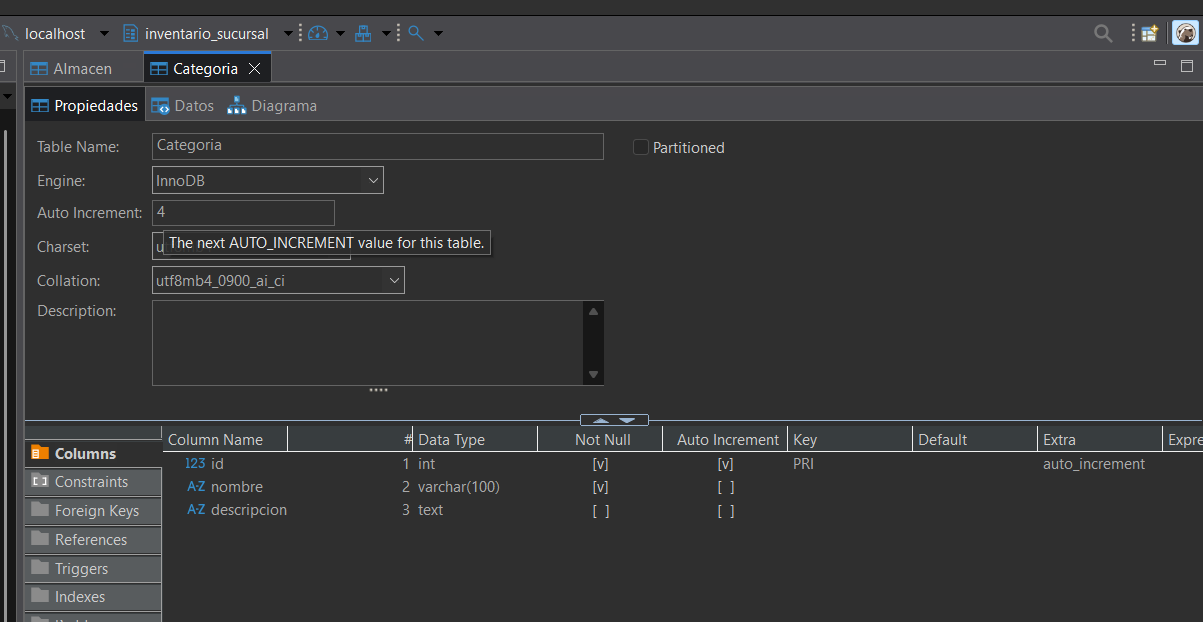 localhost inventario_sucursal
Almacen Categoria
Propiedades Datos Diagrama
Table Name: Categoria Partitioned
Engine: InnoDB
Auto Increment: 4
Charset: u The next AUTO_INCREMENT value for this table.
Collation: utf8mb4_0900_ai_ci
Description:
Columns
Constraints
Foreign Keys
References
Triggers
Indexes
Column Name # Data Type Not Null Auto Increment Key Default Extra Expre
123 id 1 int [v] [v] PRI auto_increment
A-Z nombre 2 varchar(100) [v] [ ]
A-Z descripcion 3 text [ ] [ ]